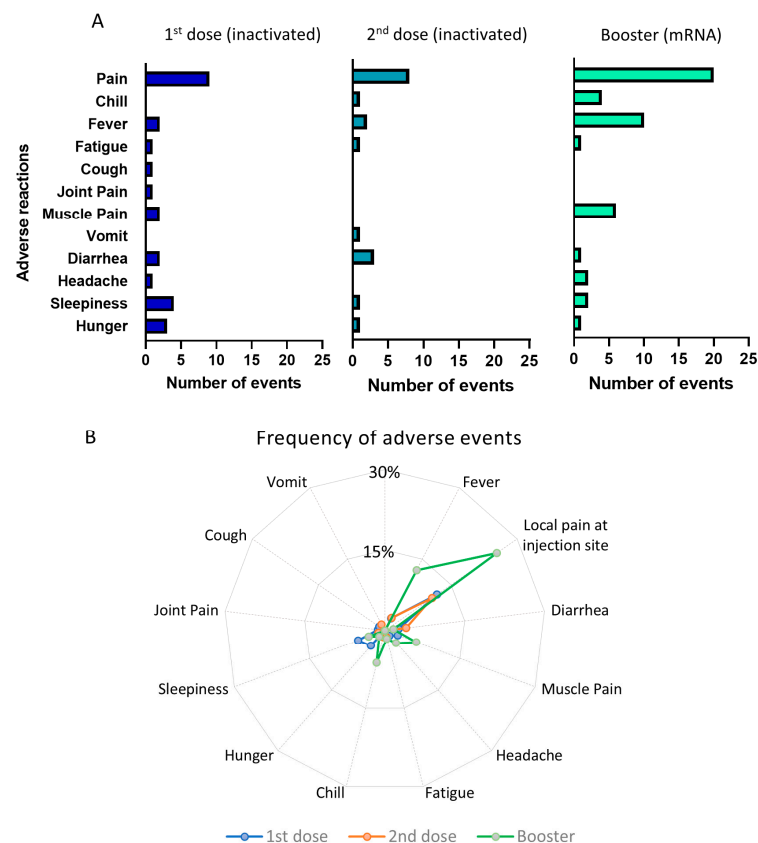 A
1st dose (inactivated)
2nd dose (inactivated)
Booster (mRNA)
Adverse reactions
Pain
Chill
Fever
Fatigue
Cough
Joint Pain
Muscle Pain
Vomit
Diarrhea
Headache
Sleepiness
Hunger
0 5 10 15 20 25
0 5 10 15 20 25
0 5 10 15 20 25
Number of events
Number of events
Number of events
B
Frequency of adverse events
30%
15%
Vomit
Fever
Cough
Local pain at
injection site
Joint Pain
Diarrhea
Sleepiness
Muscle Pain
Hunger
Headache
Chill
Fatigue
1st dose
2nd dose
Booster